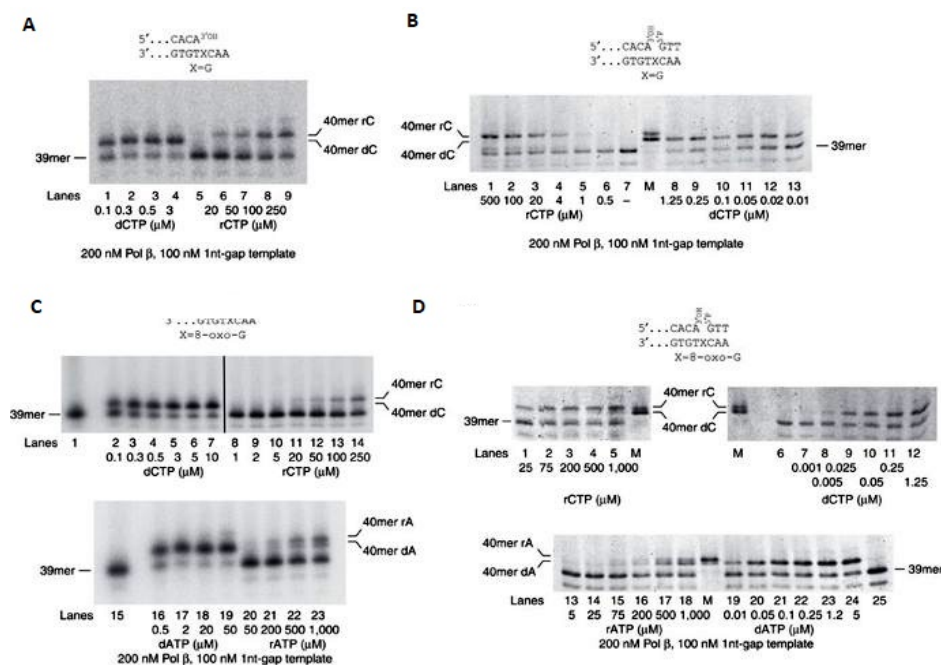 A
5′...CACA3′OH
3′...GTGTXCAA
X=G
40mer rC
40mer dC
39mer
Lanes 1 2 3 4 5 6 7 8 9
0.1 0.3 0.5 3 20 50 100 250
dCTP (μM) rCTP (μM)
200 nM Pol β, 100 nM 1nt-gap template
B
3′OH 5′P
5′...CACA GTT
3′...GTGTXCAA
X=G
40mer rC
40mer dC
39mer
Lanes 1 2 3 4 5 6 7 M 8 9 10 11 12 13
500 100 20 4 1 0.5 – 1.25 0.25 0.1 0.05 0.02 0.01
rCTP (μM) dCTP (μM)
200 nM Pol β, 100 nM 1nt-gap template
C
3 ...GTGTXCAA
X=8-oxo-G
40mer rC
40mer dC
39mer
Lanes 1 2 3 4 5 6 7 8 9 10 11 12 13 14
0.1 0.3 0.5 3 5 10 1 2 5 20 50 100 250
dCTP (μM) rCTP (μM)
40mer rA
40mer dA
39mer
Lanes 15 16 17 18 19 20 21 22 23
0.5 2 20 50 50 200 500 1,000
dATP (μM) rATP (μM)
200 nM Pol β, 100 nM 1nt-gap template
D
3′OH 5′P
5′...CACA GTT
3′...GTGTXCAA
X=8-oxo-G
40mer rC
40mer dC
39mer
Lanes 1 2 3 4 5 M M 6 7 8 9 10 11 12
25 75 200 500 1,000 0.001 0.025 0.25
0.005 0.05 1.25
rCTP (μM) dCTP (μM)
40mer rA
40mer dA
39mer
Lanes 13 14 15 16 17 18 M 19 20 21 22 23 24 25
5 25 75 200 500 1,000 0.01 0.05 0.1 0.25 1.2 5
rATP (μM) dATP (μM)
200 nM Pol β, 100 nM 1nt-gap template